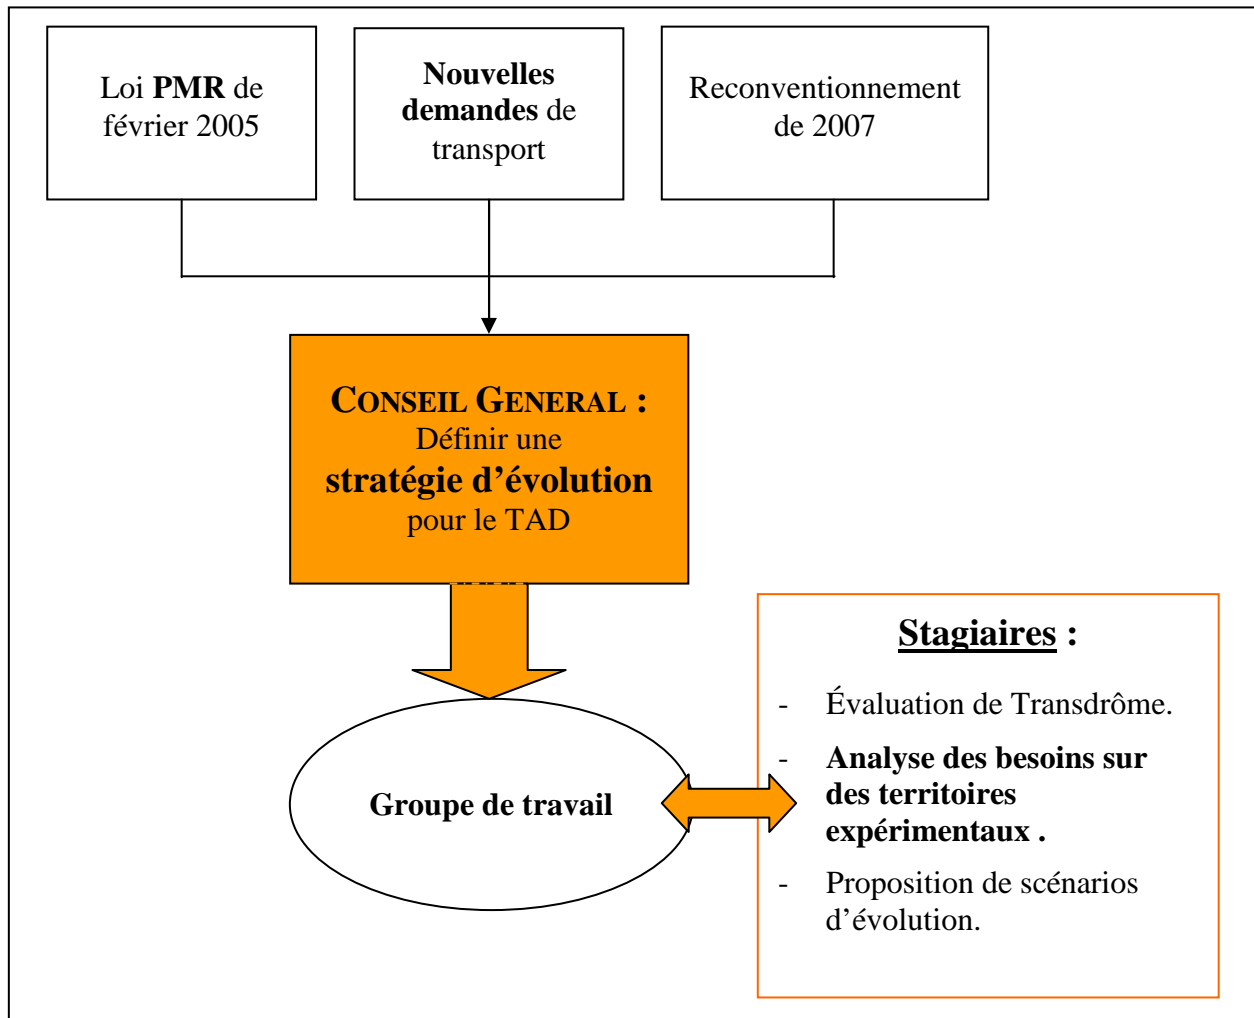 Loi PMR de
février 2005
Nouvelles
demandes de
transport
Reconventionnement
de 2007
CONSEIL GENERAL :
Définir une
stratégie d’évolution
pour le TAD
Groupe de travail
Stagiaires :
- Évaluation de Transdrôme.
- Analyse des besoins sur
des territoires
expérimentaux .
- Proposition de scénarios
d’évolution.